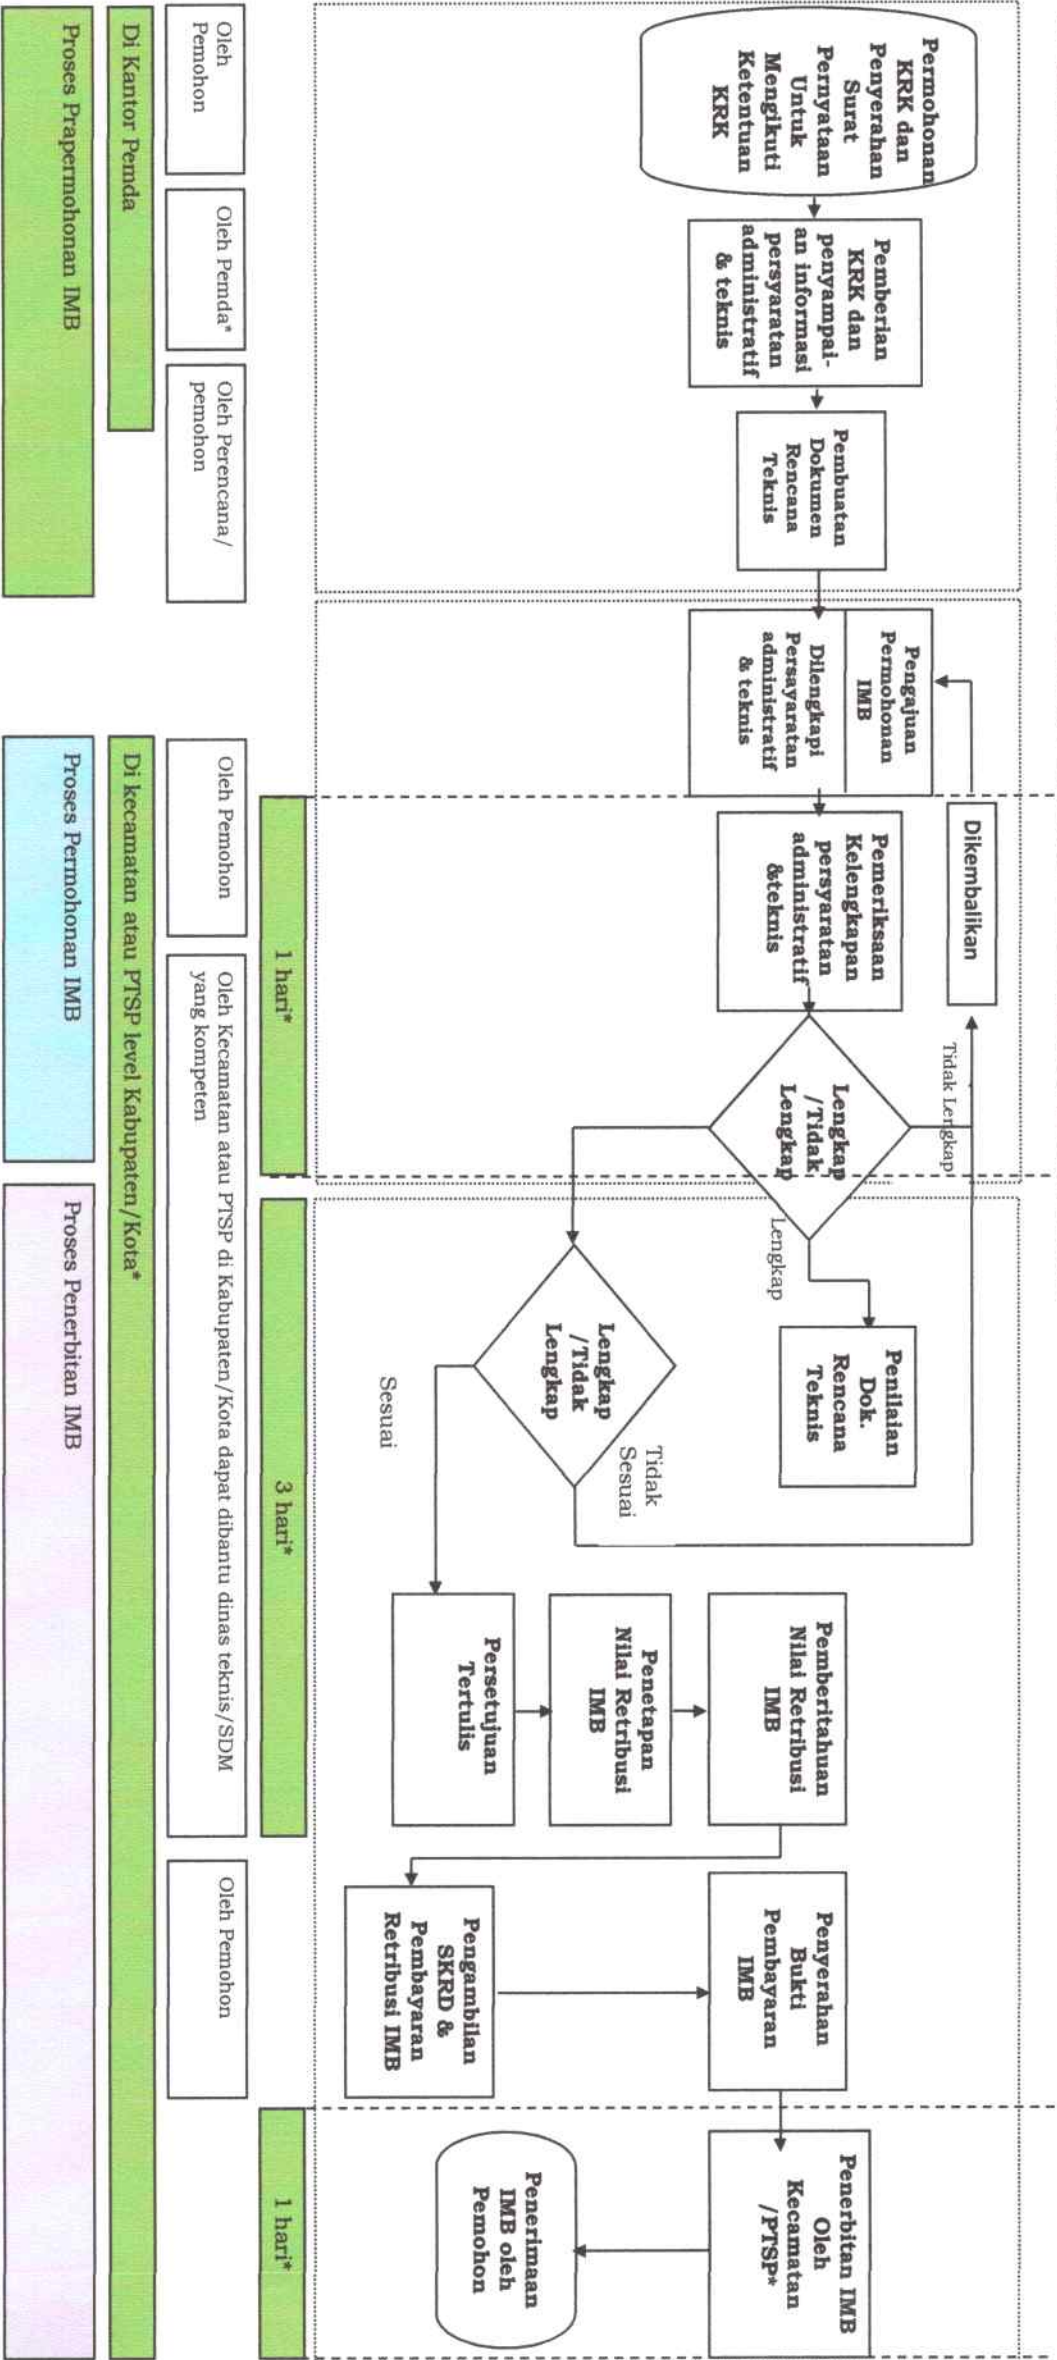 Permohonan
KRK dan
Penyerahan
Surat
Pernyataan
Untuk
Mengikuti
Ketentuan
KRK
Pemberian
KRK dan
penyampai-
an informasi
persyaratan
administratif
& teknis
Pembuatan
Dokumen
Rencana
Teknis
Pengajuan
Permohonan
IMB
Dilengkapi
Persayaratan
administratif
& teknis
Dikembalikan
Pemeriksaan
Kelengkapan
persyaratan
administratif
&teknis
Tidak Lengkap
Lengkap
/Tidak
Lengkap
Lengkap
Penilaian
Dok.
Rencana
Teknis
Lengkap
/Tidak
Lengkap
Tidak
Sesuai
Sesuai
Persetujuan
Tertulis
Penetapan
Nilai Retribusi
IMB
Pemberitahuan
Nilai Retribusi
IMB
Pengambilan
SKRD &
Pembayaran
Retribusi IMB
Penyerahan
Bukti
Pembayaran
IMB
Penerbitan IMB
Oleh
Kecamatan
/PTSP*
Penerimaan
IMB oleh
Pemohon
1 hari*
3 hari*
1 hari*
Oleh
Pemohon
Oleh Pemda*
Oleh Perencana/
pemohon
Oleh Pemohon
Oleh Kecamatan atau PTSP di Kabupaten/Kota dapat dibantu dinas teknis/SDM
yang kompeten
Oleh Pemohon
Di Kantor Pemda
Di kecamatan atau PTSP level Kabupaten/Kota*
Proses Prapermohonan IMB
Proses Permohonan IMB
Proses Penerbitan IMB